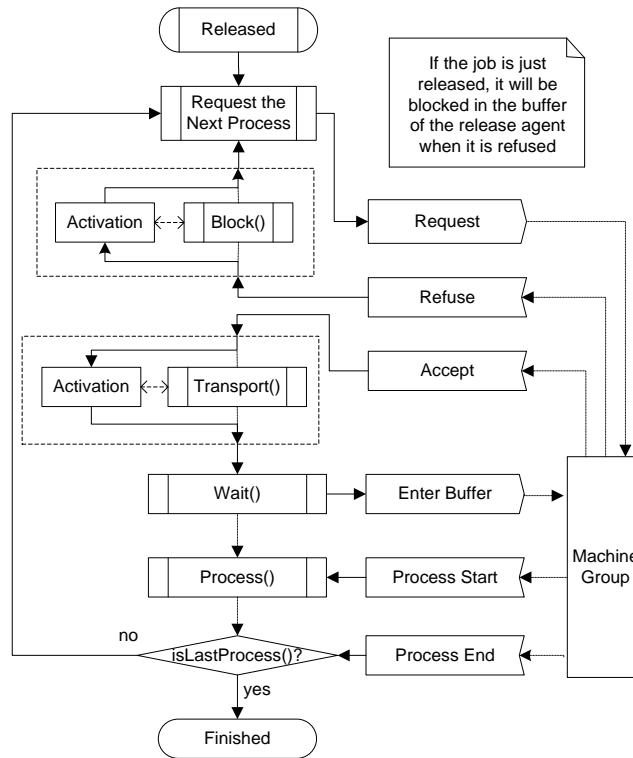 Released
If the job is just
released, it will be
blocked in the buffer
of the release agent
when it is refused
Request the
Next Process
Activation
Block()
Request
Refuse
Activation
Transport()
Accept
Wait()
Enter Buffer
Machine
Group
Process()
Process Start
no
isLastProcess()?
Process End
yes
Finished